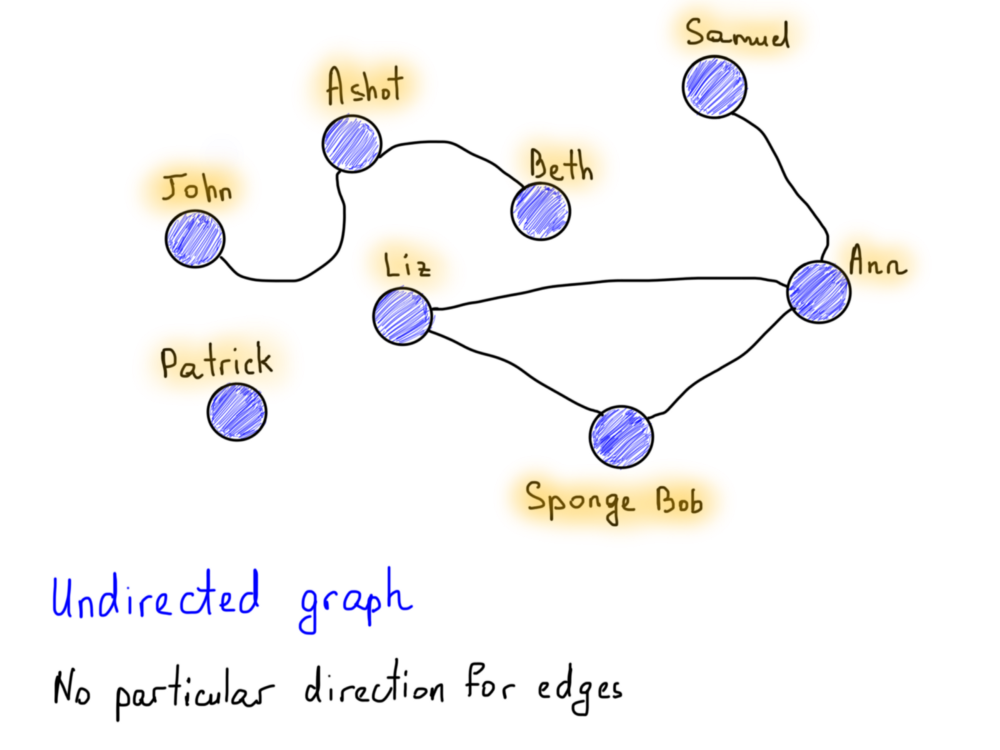 Samuel
Ashot
Beth
John
Liz
Ann
Patrick
Sponge Bob
Undirected graph
No particular direction for edges